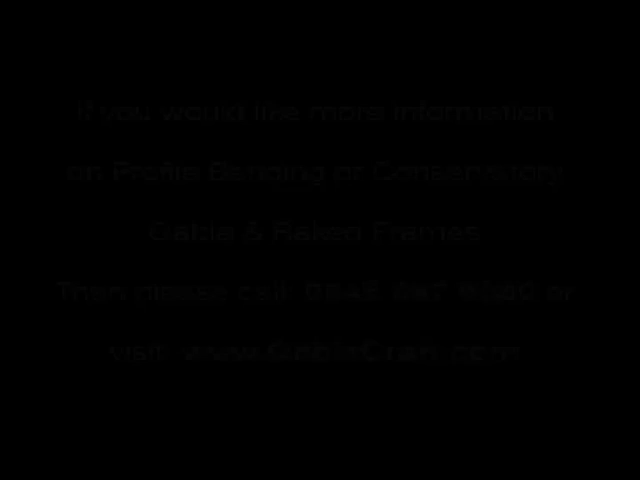 If you would like more information
on Profile Bending or Conservatory
Gable & Raked Frames
Then please call: 0845
or
visit: